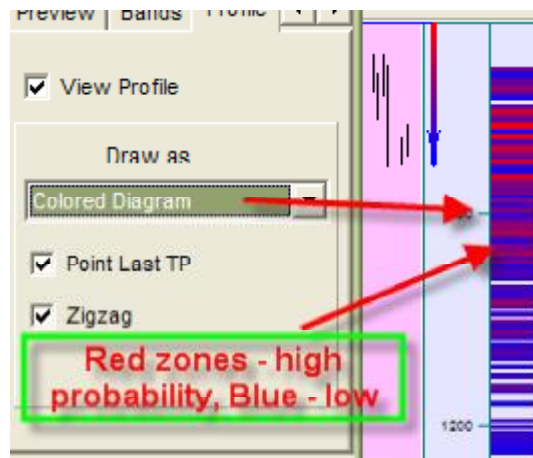 Preview
Bands
Profile
View Profile
Draw as
Colored Diagram
Point Last TP
Zigzag
Red zones - high
probability, Blue - low
1200